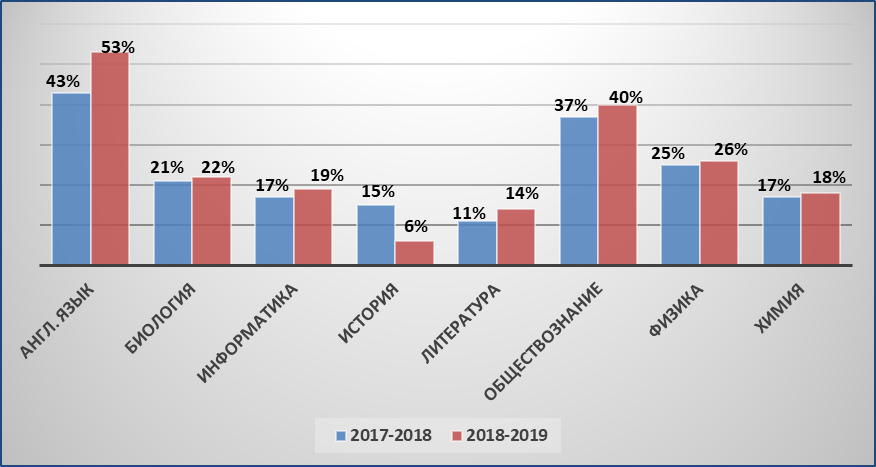 53%
43%
37%
40%
21%
22%
17%
19%
15%
6%
11%
14%
25%
26%
17%
18%
АНГЛ. ЯЗЫК
БИОЛОГИЯ
ИНФОРМАТИКА
ИСТОРИЯ
ЛИТЕРАТУРА
ОБЩЕСТВОЗНАНИЕ
ФИЗИКА
ХИМИЯ
2017-2018
2018-2019